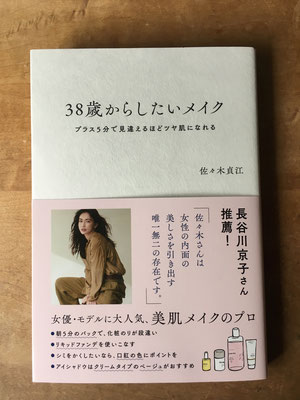 38歳からしたいメイク
プラス5分で見違えるほどツヤ肌になれる
佐々木貞江
長谷川京子さん
推薦！
「佐々木さんは
女性の内面の
美しさを引き出す
唯一無二の存在です。」
女優・モデルに大人気、美肌メイクのプロ
●朝5分のパックで、化粧のりが段違い
●リキッドファンデを使いこなす
●シミをかくしたいなら、口紅の色にポイントを
●アイシャドウはクリームタイプのベージュがおすすめ